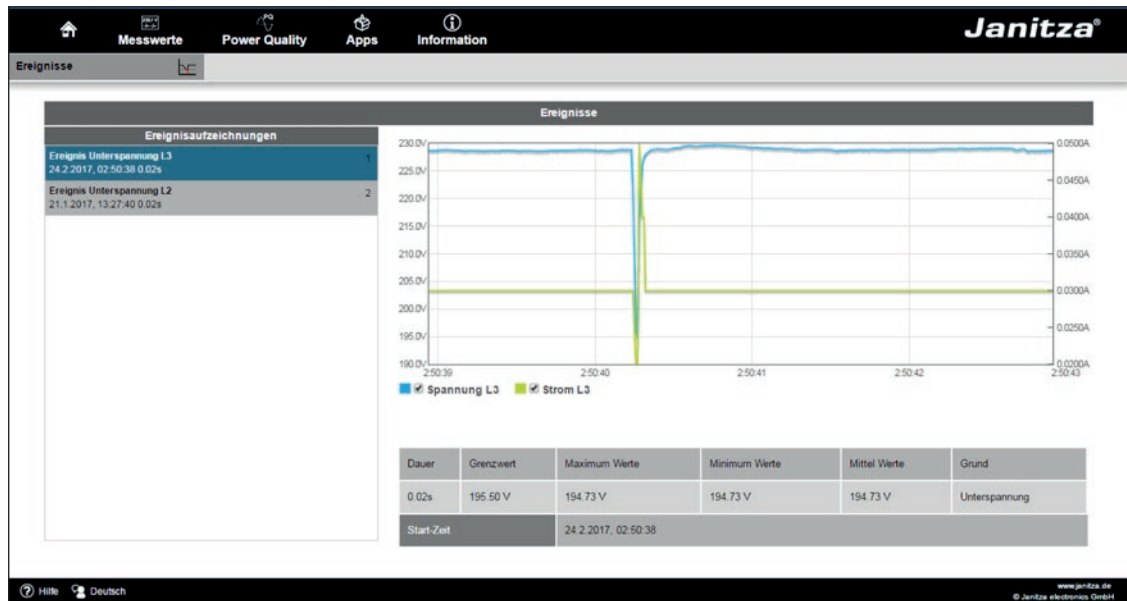 Messwerte
Power Quality
Apps
Information
Janitza®
Ereignisse
Ereignisse
Ereignisaufzeichnungen
Ereignis Unterspannung L3 1
24.2.2017, 02:50:38 0.02s
Ereignis Unterspannung L2 2
21.1.2017, 13:27:40 0.02s
230.0V 0.0500A
225.0V 0.0450A
220.0V
215.0V 0.0400A
210.0V 0.0350A
205.0V 0.0300A
200.0V
195.0V 0.0250A
190.0V 0.0200A
2:50:39 2:50:40 2:50:41 2:50:42 2:50:43
Spannung L3 Strom L3
Dauer Grenzwert Maximum Werte Minimum Werte Mittel Werte Grund
0.02s 195.50 V 194.73 V 194.73 V 194.73 V Unterspannung
Start-Zeit 24.2.2017, 02:50:38
Hilfe Deutsch
www.janitza.de
© Janitza electronics GmbH